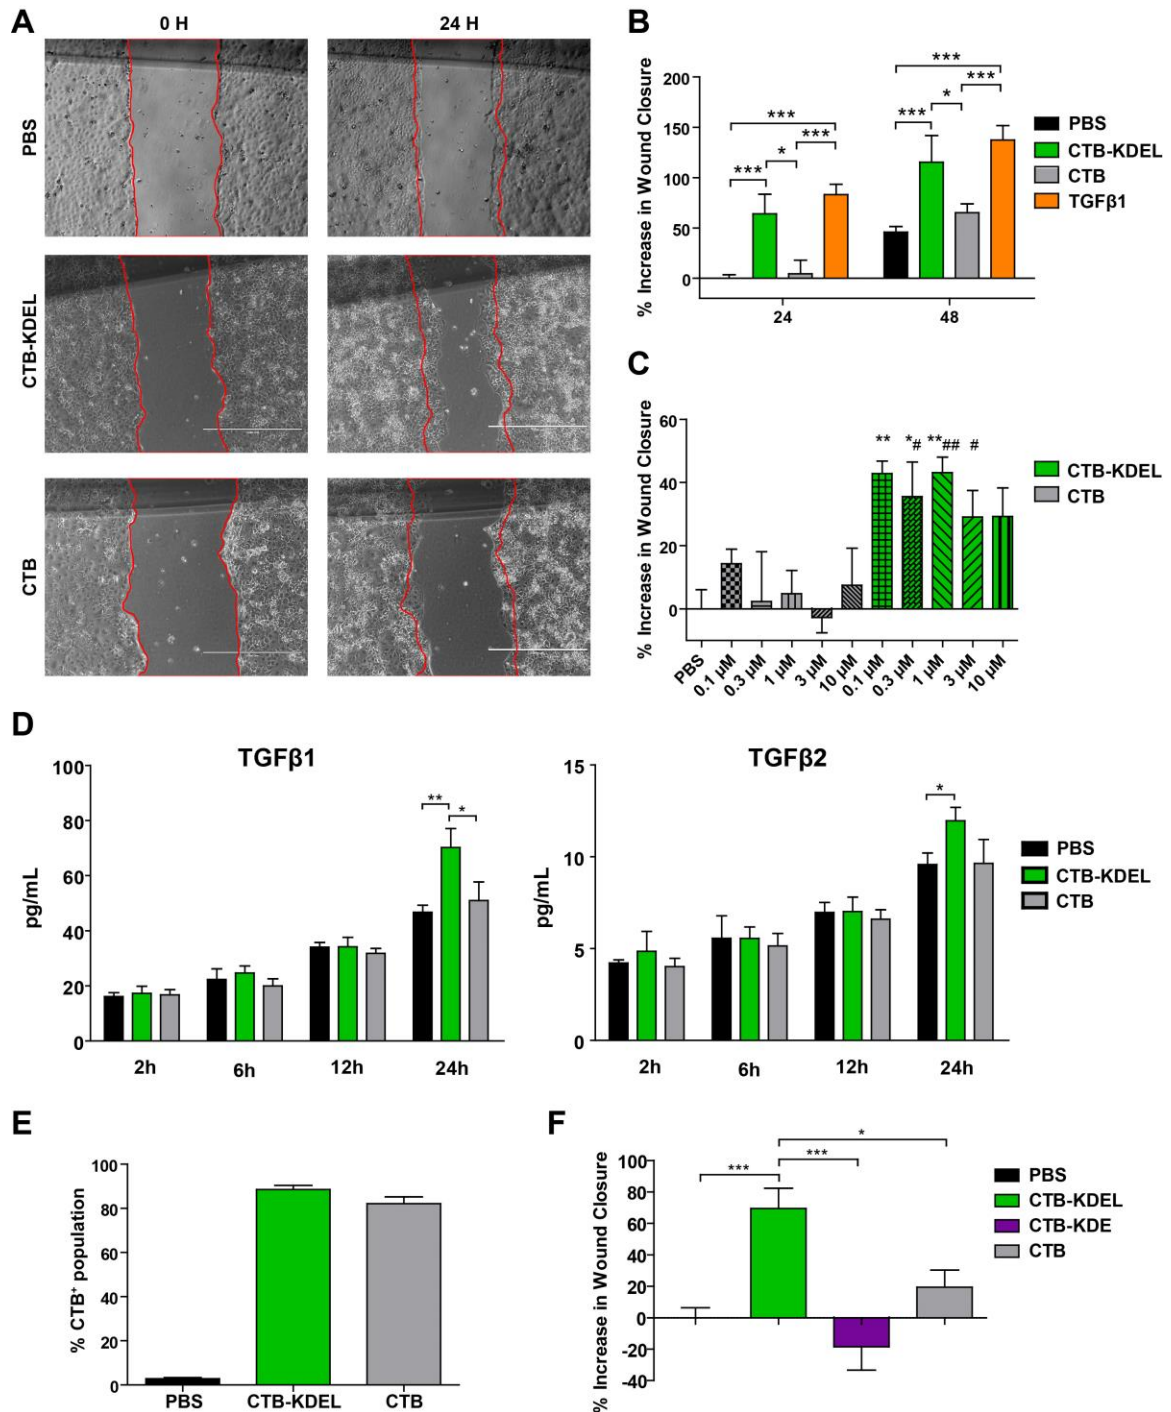 A
0 H
24 H
PBS
CTB-KDEL
CTB
B
% Increase in Wound Closure
200
150
100
50
0
***
*
***
***
***
*
***
***
24
48
PBS
CTB-KDEL
CTB
TGFβ1
C
% Increase in Wound Closure
60
40
20
0
**
*#
**##
#
PBS
0.1 µM
0.3 µM
1 µM
3 µM
10 µM
0.1 µM
0.3 µM
1 µM
3 µM
10 µM
CTB-KDEL
CTB
D
TGFβ1
pg/mL
100
80
60
40
20
0
**
*
2h
6h
12h
24h
TGFβ2
pg/mL
15
10
5
0
*
2h
6h
12h
24h
PBS
CTB-KDEL
CTB
E
% CTB⁺ population
100
80
60
40
20
0
PBS
CTB-KDEL
CTB
F
% Increase in Wound Closure
100
80
60
40
20
0
-20
-40
*
***
***
PBS
CTB-KDEL
CTB-KDE
CTB